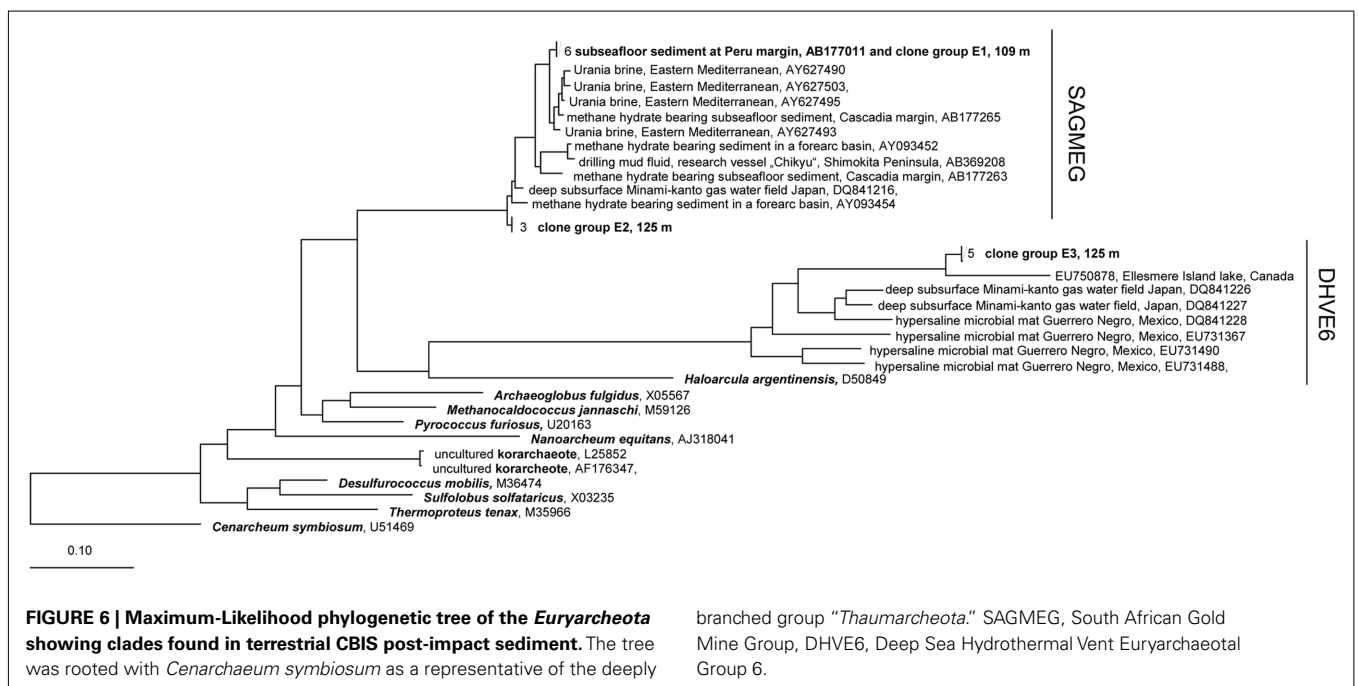 6 subseafloor sediment at Peru margin, AB177011 and clone group E1, 109 m
Urania brine, Eastern Mediterranean, AY627490
Urania brine, Eastern Mediterranean, AY627503,
Urania brine, Eastern Mediterranean, AY627495
methane hydrate bearing subseafloor sediment, Cascadia margin, AB177265
Urania brine, Eastern Mediterranean, AY627493
methane hydrate bearing sediment in a forearc basin, AY093452
drilling mud fluid, research vessel „Chikyu“, Shimokita Peninsula, AB369208
methane hydrate bearing subseafloor sediment, Cascadia margin, AB177263
deep subsurface Minami-kanto gas water field Japan, DQ841216,
methane hydrate bearing sediment in a forearc basin, AY093454
3 clone group E2, 125 m
SAGMEG
5 clone group E3, 125 m
EU750878, Ellesmere Island lake, Canada
deep subsurface Minami-kanto gas water field Japan, DQ841226
deep subsurface Minami-kanto gas water field, Japan, DQ841227
hypersaline microbial mat Guerrero Negro, Mexico, DQ841228
hypersaline microbial mat Guerrero Negro, Mexico, EU731367
hypersaline microbial mat Guerrero Negro, Mexico, EU731490
hypersaline microbial mat Guerrero Negro, Mexico, EU731488,
DHVE6
Haloarcula argentinensis, D50849
Archaeoglobus fulgidus, X05567
Methanocaldococcus jannaschi, M59126
Pyrococcus furiosus, U20163
Nanoarcheum equitans, AJ318041
uncultured korarchaeote, L25852
uncultured korarcheote, AF176347,
Desulfurococcus mobilis, M36474
Sulfolobus solfataricus, X03235
Thermoproteus tenax, M35966
Cenarcheum symbiosum, U51469
0.10
FIGURE 6 | Maximum-Likelihood phylogenetic tree of the Euryarcheota
showing clades found in terrestrial CBIS post-impact sediment. The tree
was rooted with Cenarchaeum symbiosum as a representative of the deeply
branched group “Thaumarcheota.” SAGMEG, South African Gold
Mine Group, DHVE6, Deep Sea Hydrothermal Vent Euryarchaeotal
Group 6.